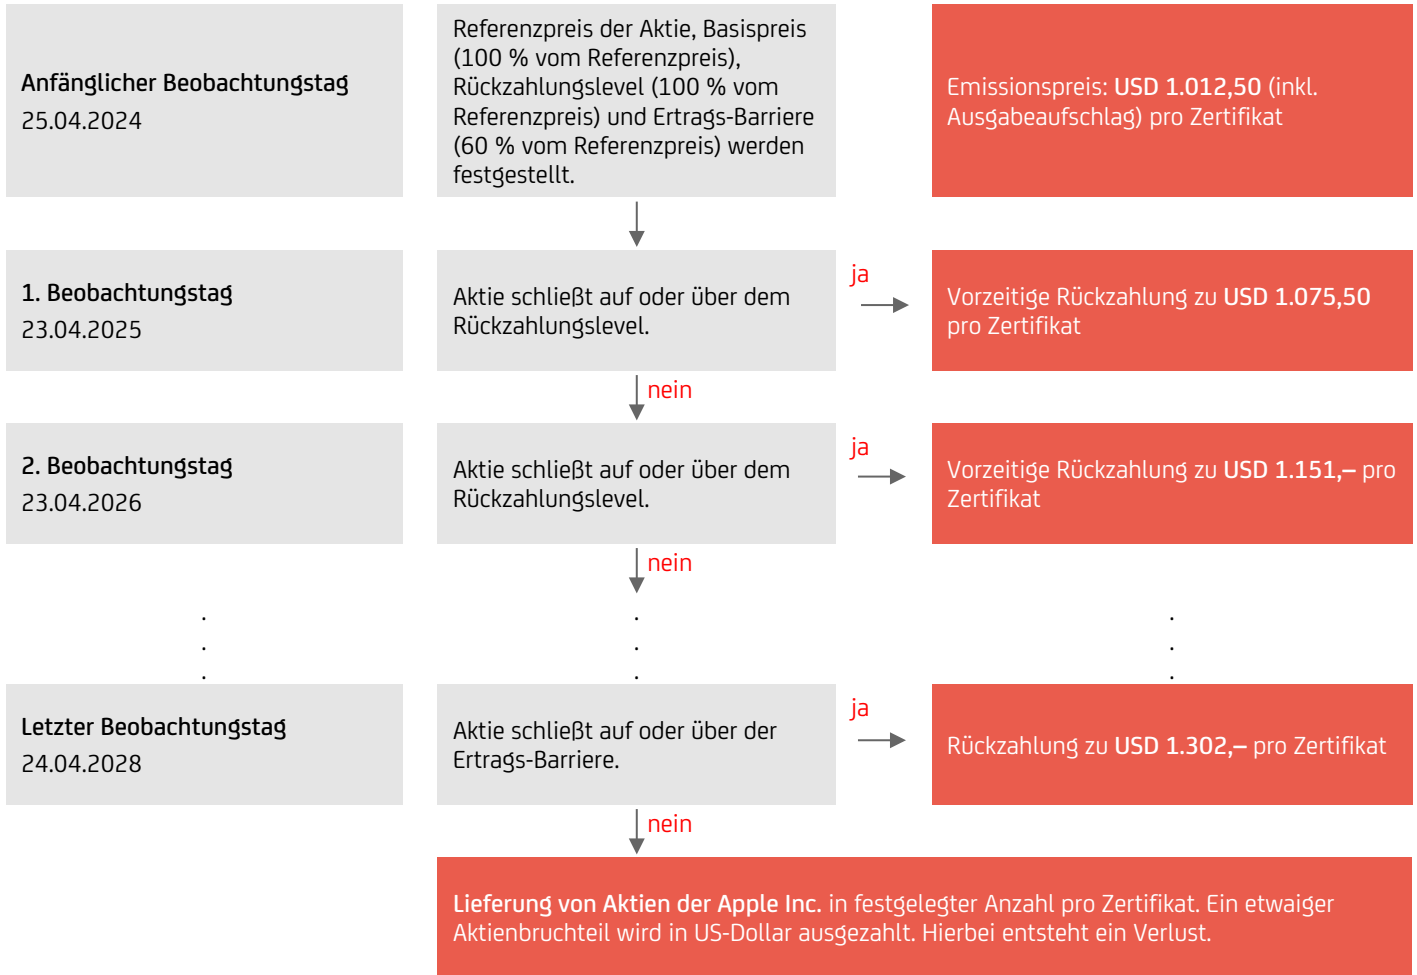 Anfänglicher Beobachtungstag
25.04.2024
Referenzpreis der Aktie, Basispreis
(100 % vom Referenzpreis),
Rückzahlungslevel (100 % vom
Referenzpreis) und Ertrags-Barriere
(60 % vom Referenzpreis) werden
festgestellt.
Emissionspreis: USD 1.012,50 (inkl.
Ausgabeaufschlag) pro Zertifikat
1. Beobachtungstag
23.04.2025
Aktie schließt auf oder über dem
Rückzahlungslevel.
ja
Vorzeitige Rückzahlung zu USD 1.075,50
pro Zertifikat
nein
2. Beobachtungstag
23.04.2026
Aktie schließt auf oder über dem
Rückzahlungslevel.
ja
Vorzeitige Rückzahlung zu USD 1.151,– pro
Zertifikat
nein
. . .
. . .
. . .
Letzter Beobachtungstag
24.04.2028
Aktie schließt auf oder über der
Ertrags-Barriere.
ja
Rückzahlung zu USD 1.302,– pro Zertifikat
nein
Lieferung von Aktien der Apple Inc. in festgelegter Anzahl pro Zertifikat. Ein etwaiger
Aktienbruchteil wird in US-Dollar ausgezahlt. Hierbei entsteht ein Verlust.